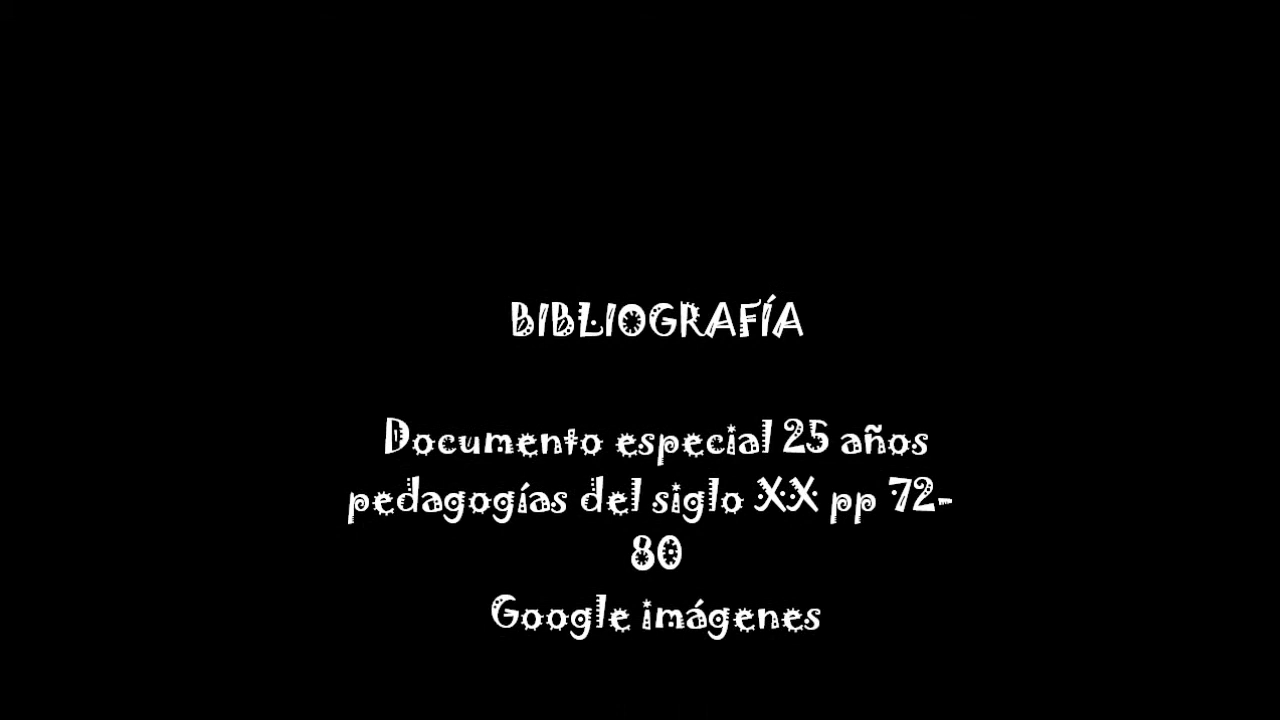 BIBLIOGRAFÍA
Documento especial 25 años
pedagogías del siglo XX pp 72-
80
Google imágenes